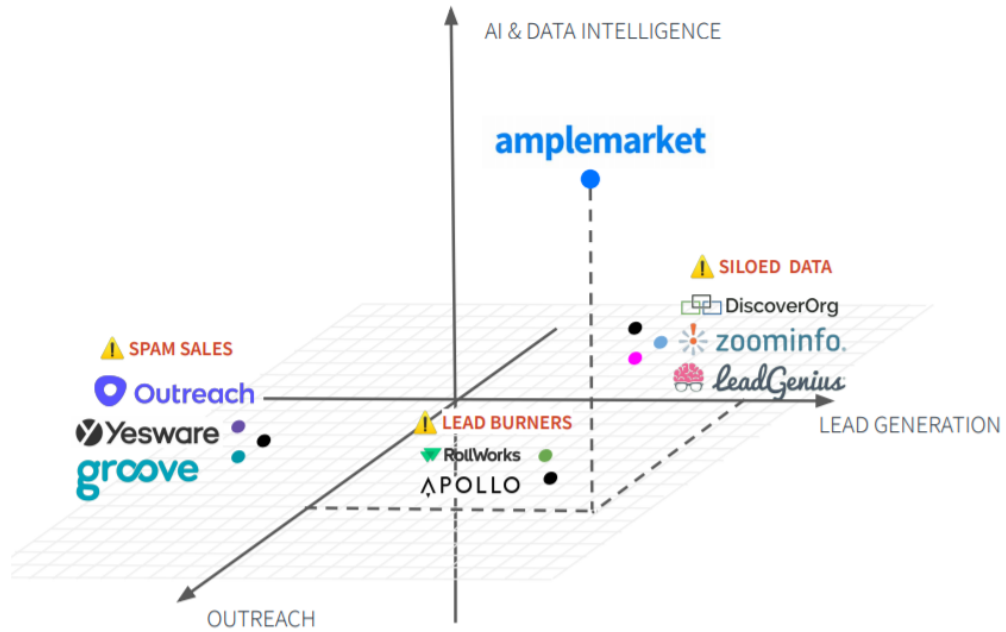 AI & DATA INTELLIGENCE
amplemarket
SILOED DATA
DiscoverOrg
zoominfo.
LeadGenius
LEAD GENERATION
SPAM SALES
Outreach
Yesware
groove
LEAD BURNERS
RollWorks
APOLLO
OUTREACH